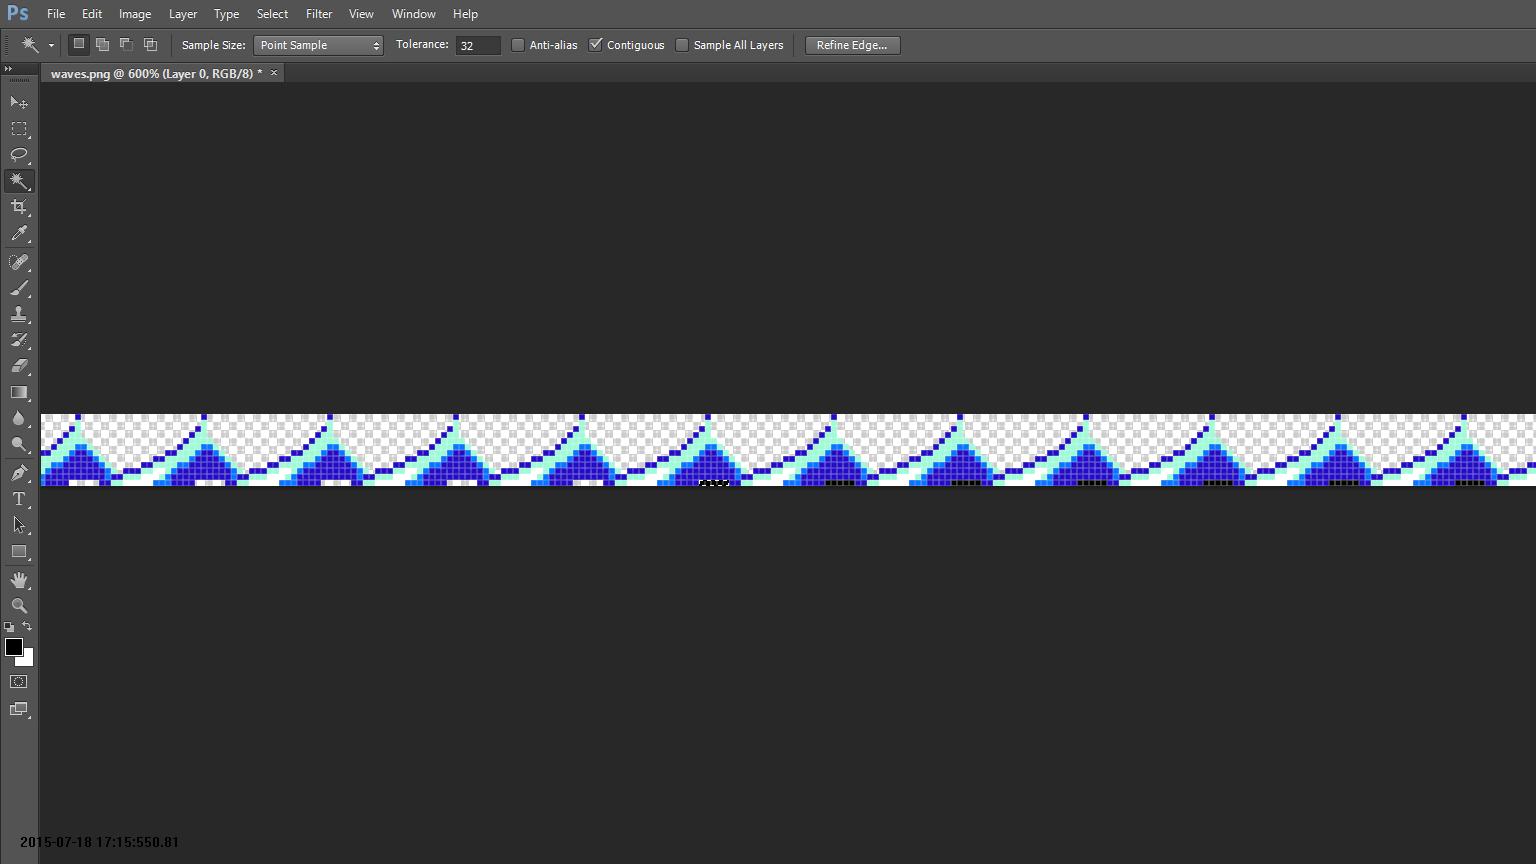 Ps File Edit Image Layer Type Select Filter View Window Help
Sample Size: Point Sample Tolerance: 32 Anti-alias Contiguous Sample All Layers Refine Edge...
waves.png @ 600% (Layer 0, RGB/8) * ×
T
2015-07-18 17:15:550.81